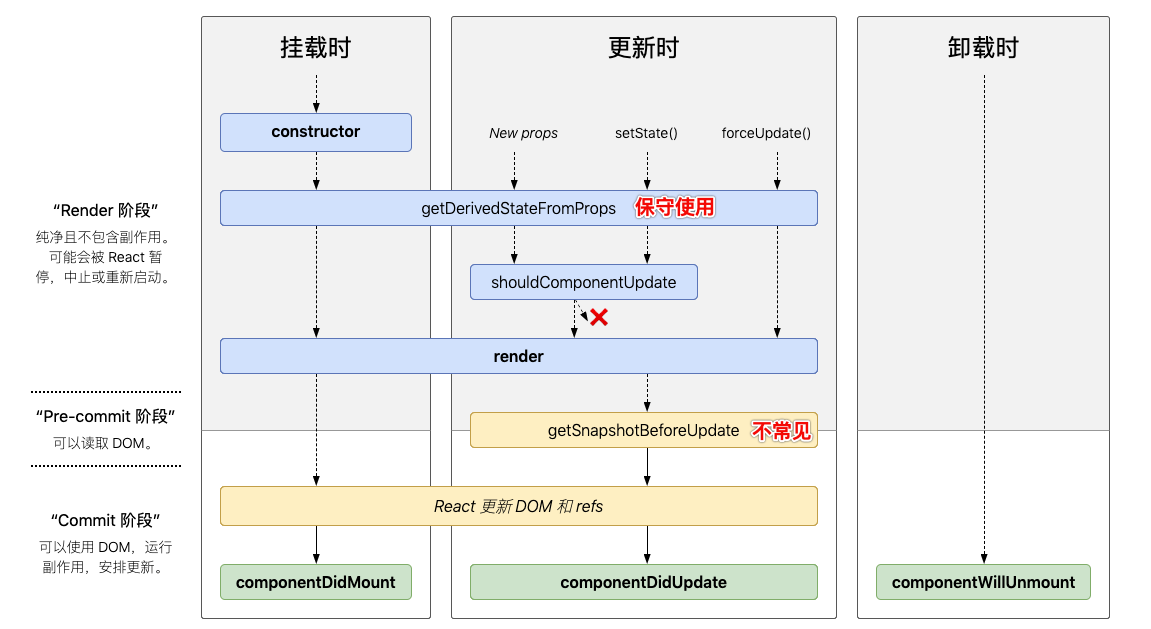 挂载时
更新时
卸载时
constructor
New props
setState()
forceUpdate()
“Render 阶段”
纯净且不包含副作用。
可能会被 React 暂
停，中止或重新启动。
getDerivedStateFromProps 保守使用
shouldComponentUpdate
render
“Pre-commit 阶段”
可以读取 DOM。
getSnapshotBeforeUpdate 不常见
“Commit 阶段”
可以使用 DOM，运行
副作用，安排更新。
React 更新 DOM 和 refs
componentDidMount
componentDidUpdate
componentWillUnmount